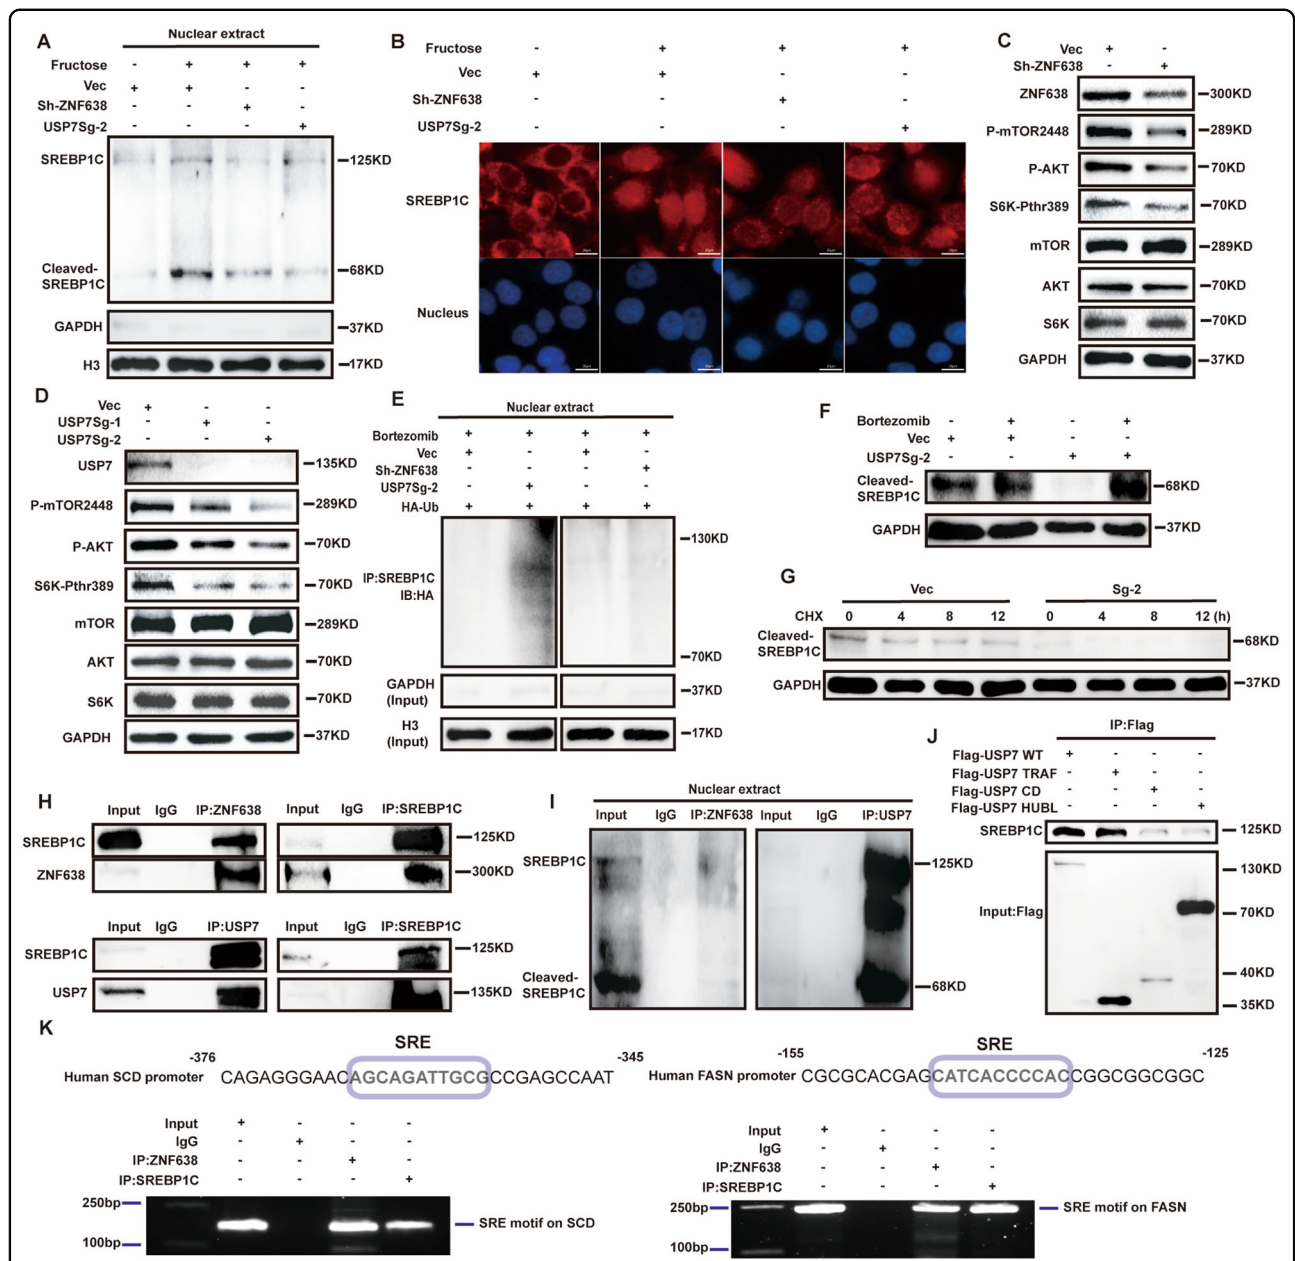 A
Nuclear extract
Fructose - + + +
Vec + + - -
Sh-ZNF638 - - + -
USP7Sg-2 - - - +
SREBP1C 125KD
Cleaved-
SREBP1C 68KD
GAPDH 37KD
H3 17KD
B
Fructose - + + +
Vec + + - -
Sh-ZNF638 - - + -
USP7Sg-2 - - - +
SREBP1C
Nucleus
C
Vec + -
Sh-ZNF638 - +
ZNF638 300KD
P-mTOR2448 289KD
P-AKT 70KD
S6K-Pthr389 70KD
mTOR 289KD
AKT 70KD
S6K 70KD
GAPDH 37KD
D
Vec + - -
USP7Sg-1 - + -
USP7Sg-2 - - +
USP7 135KD
P-mTOR2448 289KD
P-AKT 70KD
S6K-Pthr389 70KD
mTOR 289KD
AKT 70KD
S6K 70KD
GAPDH 37KD
E
Nuclear extract
Bortezomib + + + +
Vec + - + -
Sh-ZNF638 - - - +
USP7Sg-2 - + - -
HA-Ub + + + +
130KD
IP:SREBP1C
IB:HA
70KD
GAPDH
(Input) 37KD
H3
(Input) 17KD
F
Bortezomib - + - +
Vec + + - -
USP7Sg-2 - - + +
Cleaved-
SREBP1C 68KD
GAPDH 37KD
G
Vec Sg-2
CHX 0 4 8 12 0 4 8 12 (h)
Cleaved-
SREBP1C 68KD
GAPDH 37KD
H
Input IgG IP:ZNF638 Input IgG IP:SREBP1C
SREBP1C 125KD
ZNF638 300KD
Input IgG IP:USP7 Input IgG IP:SREBP1C
SREBP1C 125KD
USP7 135KD
I
Nuclear extract
Input IgG IP:ZNF638 Input IgG IP:USP7
SREBP1C 125KD
Cleaved-
SREBP1C 68KD
J
IP:Flag
Flag-USP7 WT + - - -
Flag-USP7 TRAF - + - -
Flag-USP7 CD - - + -
Flag-USP7 HUBL - - - +
SREBP1C 125KD
130KD
Input:Flag 70KD
40KD
35KD
K
SRE
-376 -345
Human SCD promoter CAGAGGGAACAGCAGATTGCGCCGAGCCAAT
Input + - - -
IgG - + - -
IP:ZNF638 - - + -
IP:SREBP1C - - - +
250bp
SRE motif on SCD
100bp
SRE
-155 -125
Human FASN promoter CGCGCACGAGCATCACCCCACCGGCGGCGGC
Input + - - -
IgG - + - -
IP:ZNF638 - - + -
IP:SREBP1C - - - +
250bp SRE motif on FASN
100bp